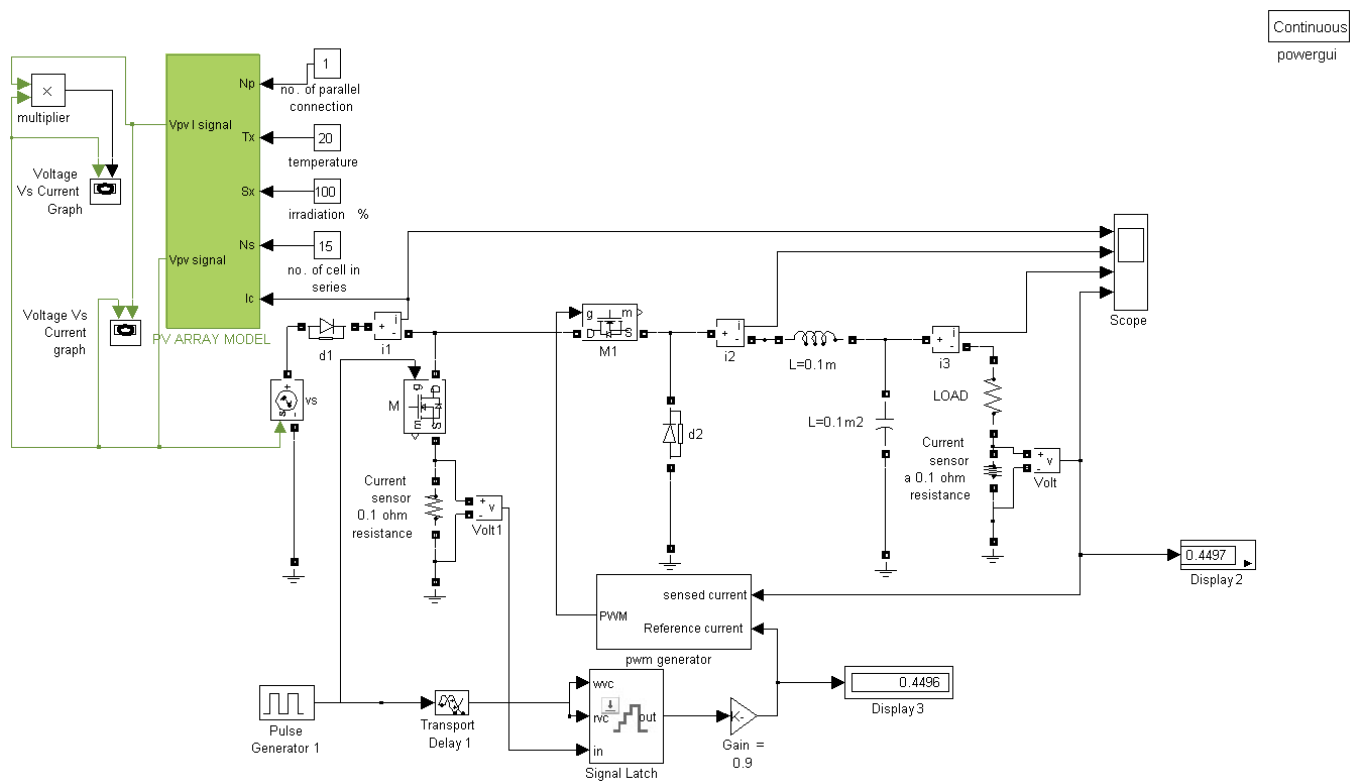 Continuous
powergui
Np
1
no. of parallel
connection
×
multiplier
Vpv I signal
Tx
20
temperature
Voltage
Vs Current
Graph
Sx
100
irradiation %
Ns
15
no. of cell in
series
Vpv signal
Ic
Voltage Vs
Current
graph
PV ARRAY MODEL
d1
+
-
i
i1
g
m
D
S
M1
+
-
i
i2
L=0.1m
+
-
i
i3
Scope
+
-
s
vs
g
D
M
m
S
d2
L=0.1m2
LOAD
Current
sensor
a 0.1 ohm
resistance
+
-
v
Volt
Current
sensor
0.1 ohm
resistance
+
-
v
Volt1
0.4497
Display2
sensed current
PWM
Reference current
pwm generator
Pulse
Generator 1
Transport
Delay 1
wvc
rvc
out
in
Signal Latch
K-
Gain =
0.9
0.4496
Display3